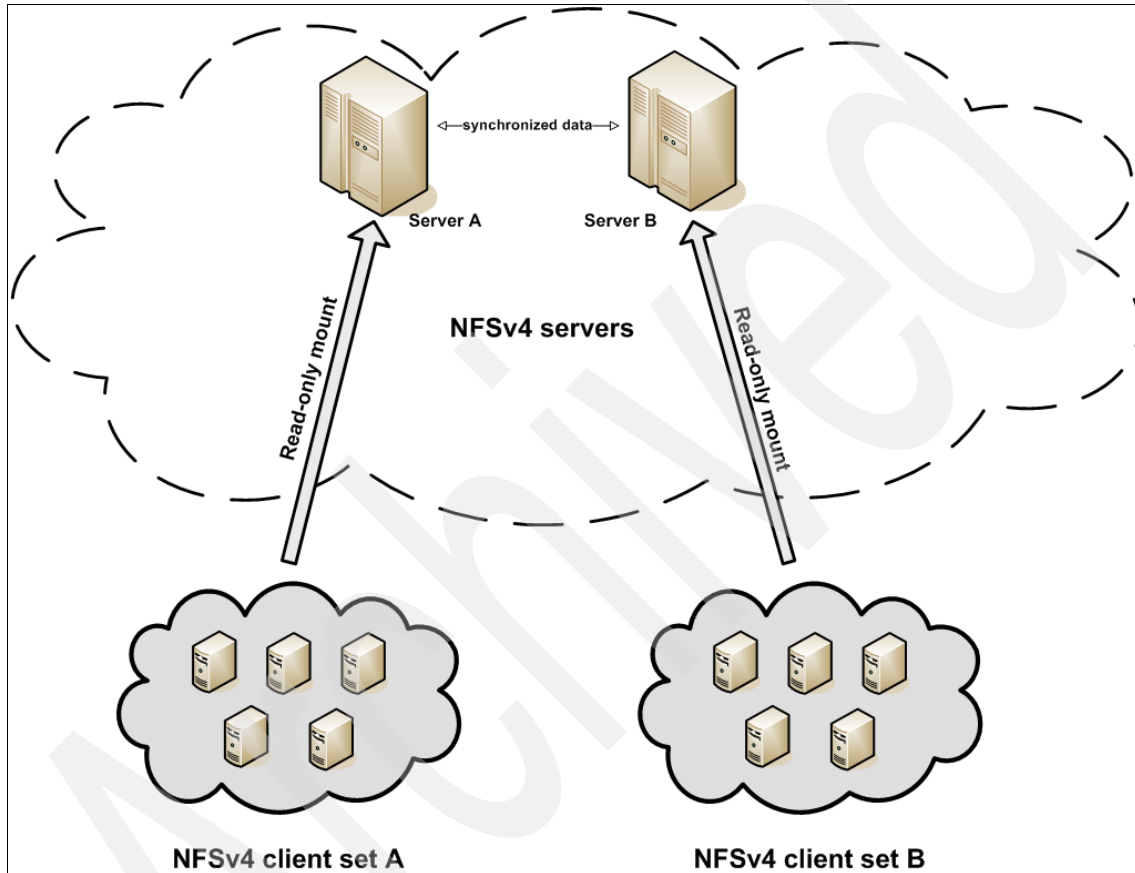 synchronized data
Server A
Server B
NFSv4 servers
Read-only mount
Read-only mount
NFSv4 client set A
NFSv4 client set B
Archived